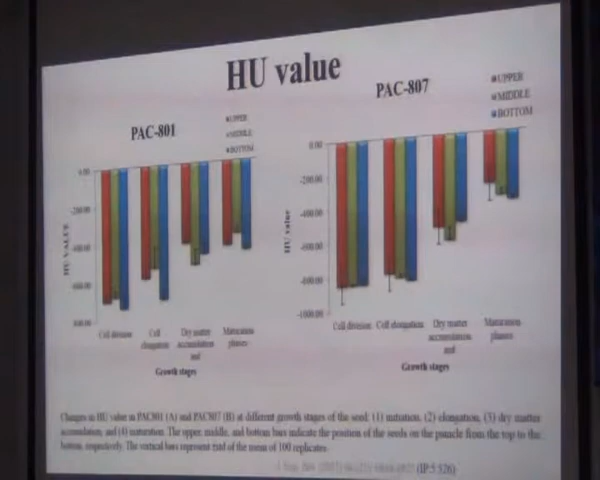 HU value
PAC-801
UPPER
MIDDLE
BOTTOM
0.00
-200.00
-400.00
-600.00
-800.00
HU VALUE
Cell division
Cell elongation
Dry matter accumulation and
Maturation phases
Growth stages
PAC-807
UPPER
MIDDLE
BOTTOM
0.00
-200.00
-400.00
-600.00
-800.00
-1000.00
HU value
Cell division
Cell elongation
Dry matter accumulation and
Maturation phases
Growth stages
Changes in HU value in PAC801 (A) and PAC807 (B) at different growth stages of the seed: (1) initiation, (2) elongation, (3) dry matter
accumulation, and (4) maturation. The upper, middle, and bottom bars indicate the position of the seeds on the panicle from the top to the
bottom, respectively. The vertical bars represent of the mean of 100 replicates.
(IP:5.526)